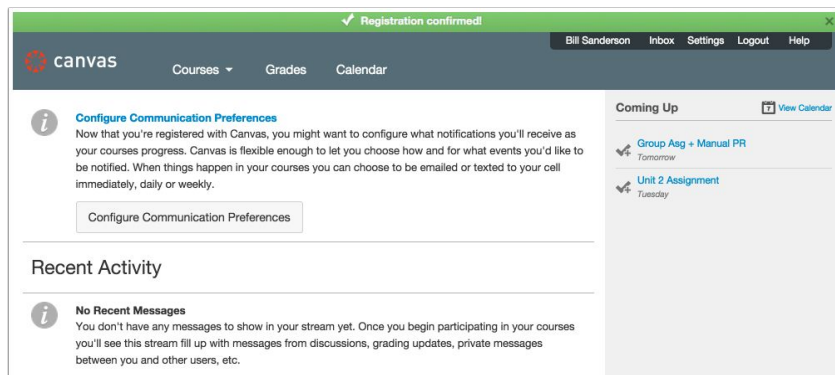 Registration confirmed!
×
Bill Sanderson Inbox Settings Logout Help
canvas
Courses Grades Calendar
Configure Communication Preferences
Now that you're registered with Canvas, you might want to configure what notifications you'll receive as
your courses progress. Canvas is flexible enough to let you choose how and for what events you'd like to
be notified. When things happen in your courses you can choose to be emailed or texted to your cell
immediately, daily or weekly.
Configure Communication Preferences
Recent Activity
No Recent Messages
You don't have any messages to show in your stream yet. Once you begin participating in your courses
you'll see this stream fill up with messages from discussions, grading updates, private messages
between you and other users, etc.
Coming Up
7 View Calendar
Group Asg + Manual PR
Tomorrow
Unit 2 Assignment
Tuesday